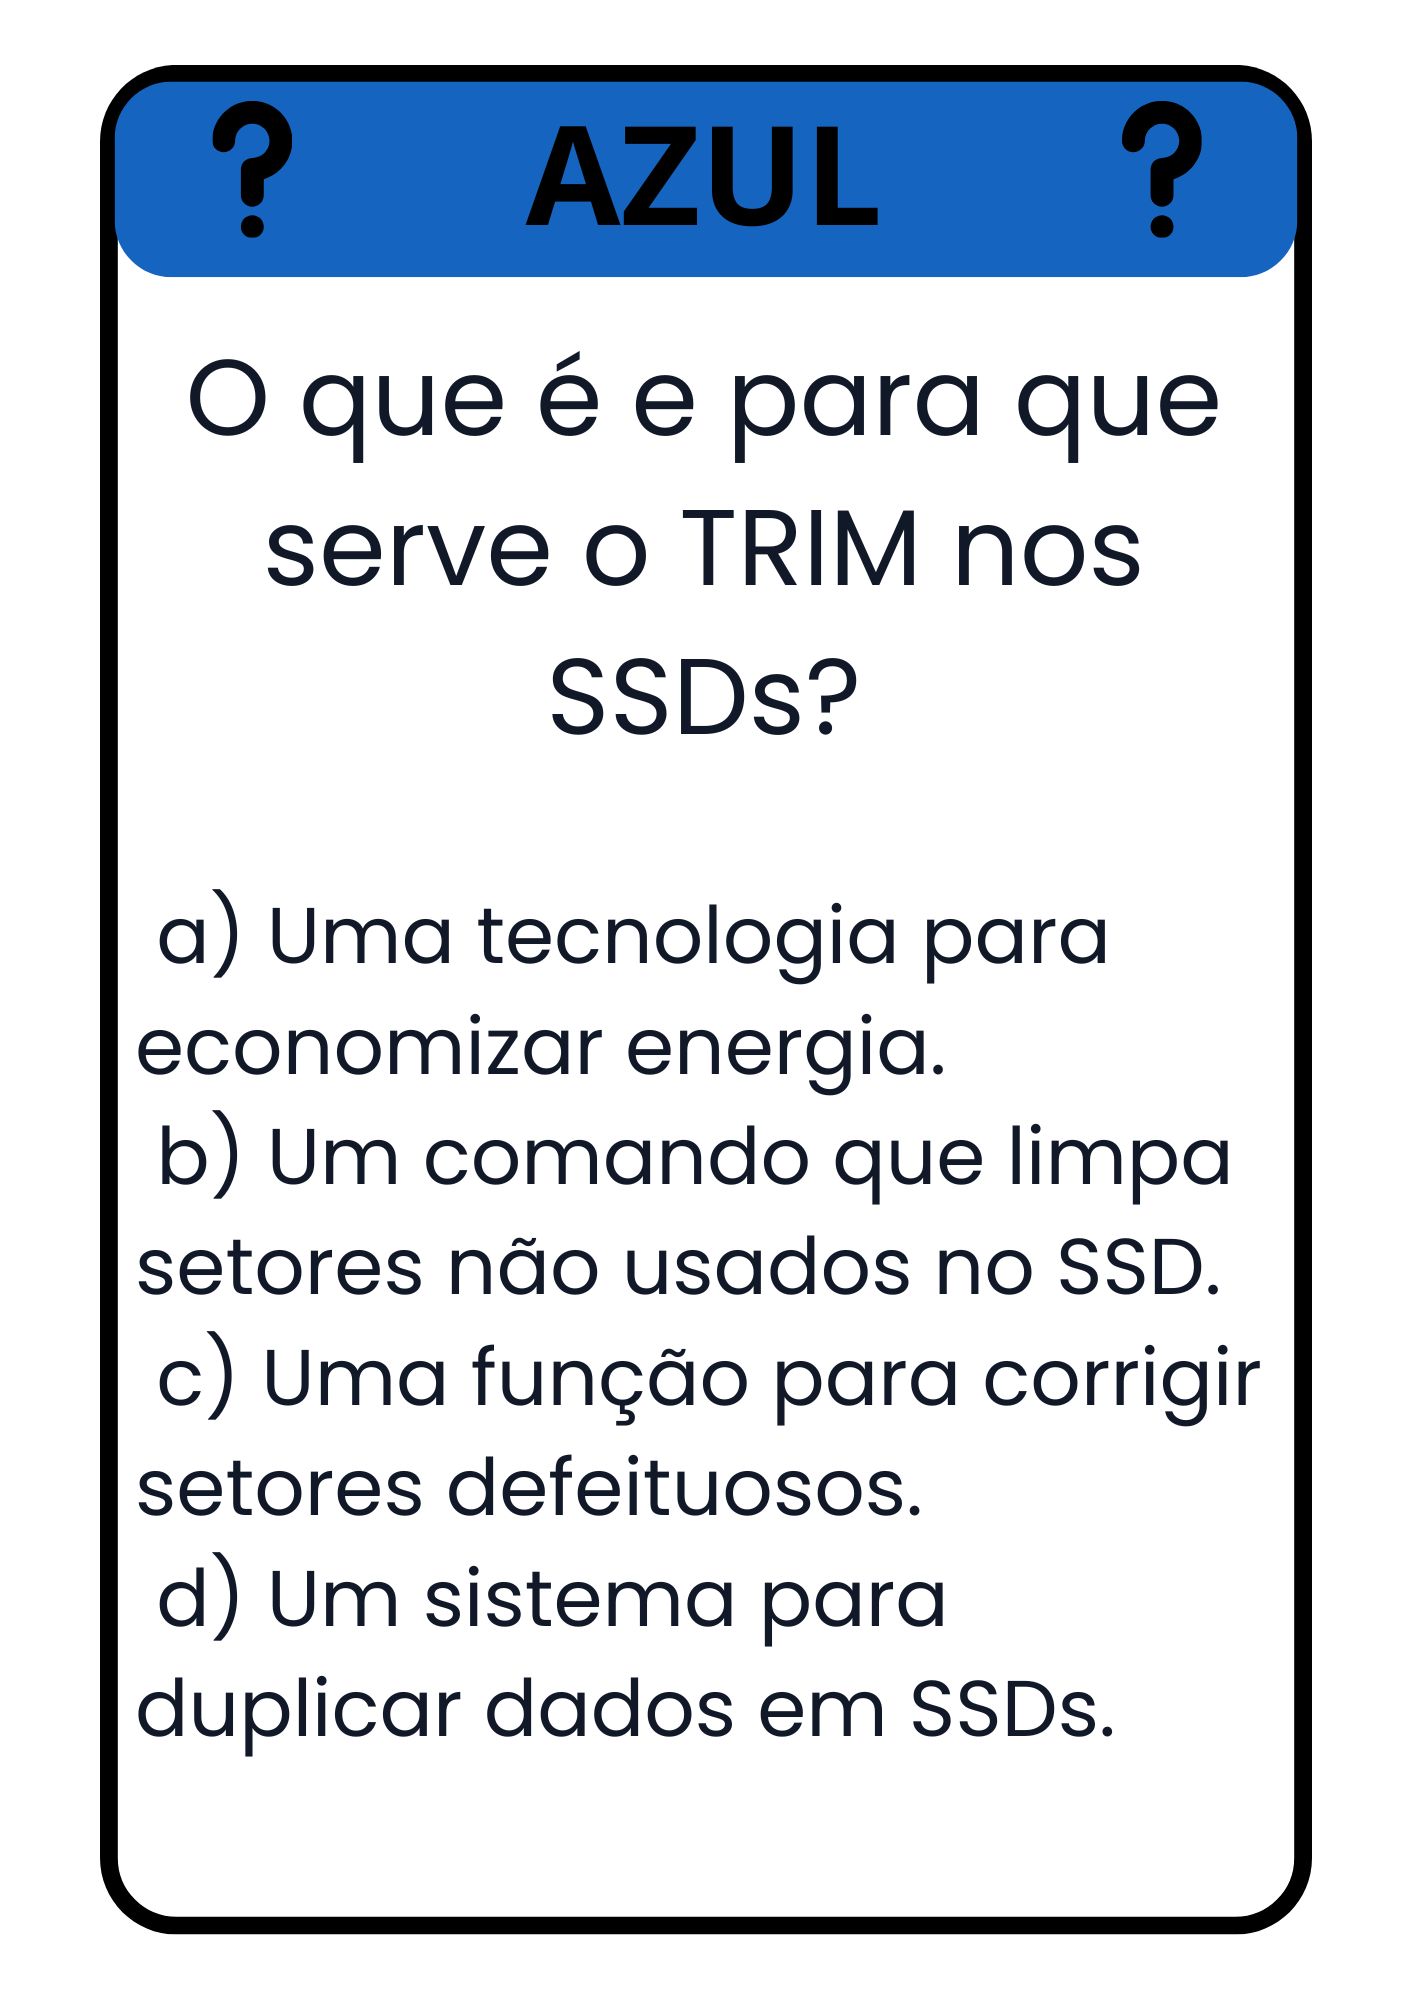 ? AZUL ?
O que é e para que
serve o TRIM nos
SSDs?
a) Uma tecnologia para
economizar energia.
b) Um comando que limpa
setores não usados no SSD.
c) Uma função para corrigir
setores defeituosos.
d) Um sistema para
duplicar dados em SSDs.